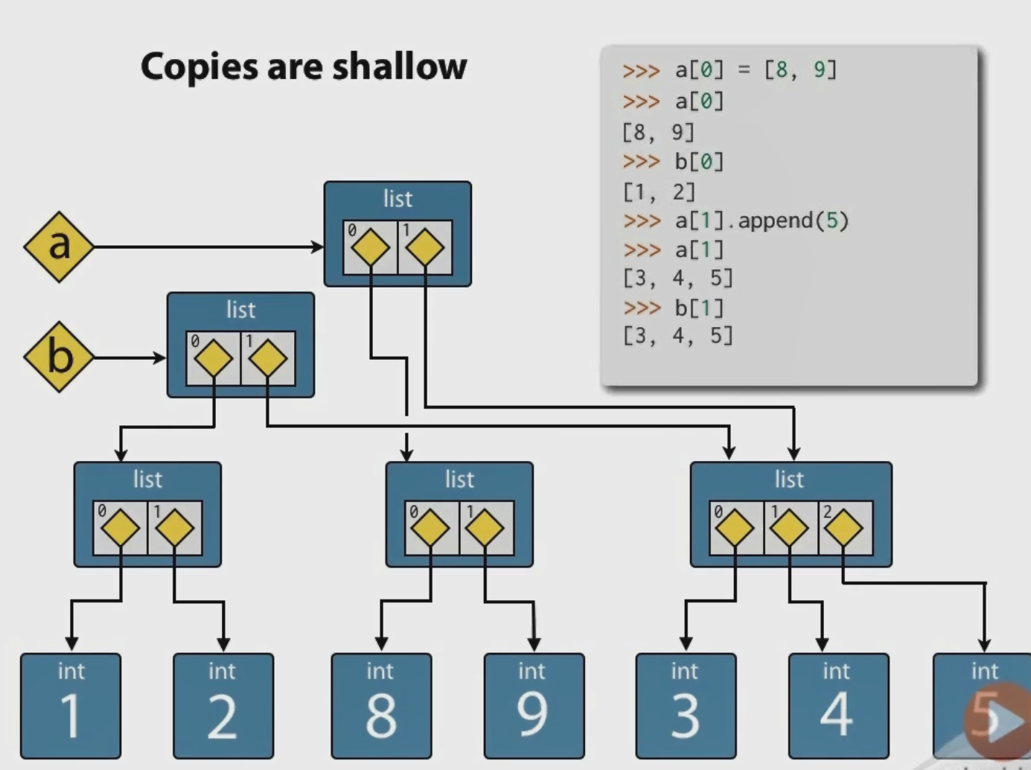 Copies are shallow
>>> a[0] = [8, 9]
>>> a[0]
[8, 9]
>>> b[0]
[1, 2]
>>> a[1].append(5)
>>> a[1]
[3, 4, 5]
>>> b[1]
[3, 4, 5]
list
0 1
a
list
0 1
b
list list list
0 1 0 1 0 1 2
int int int int int int int
1 2 8 9 3 4 5